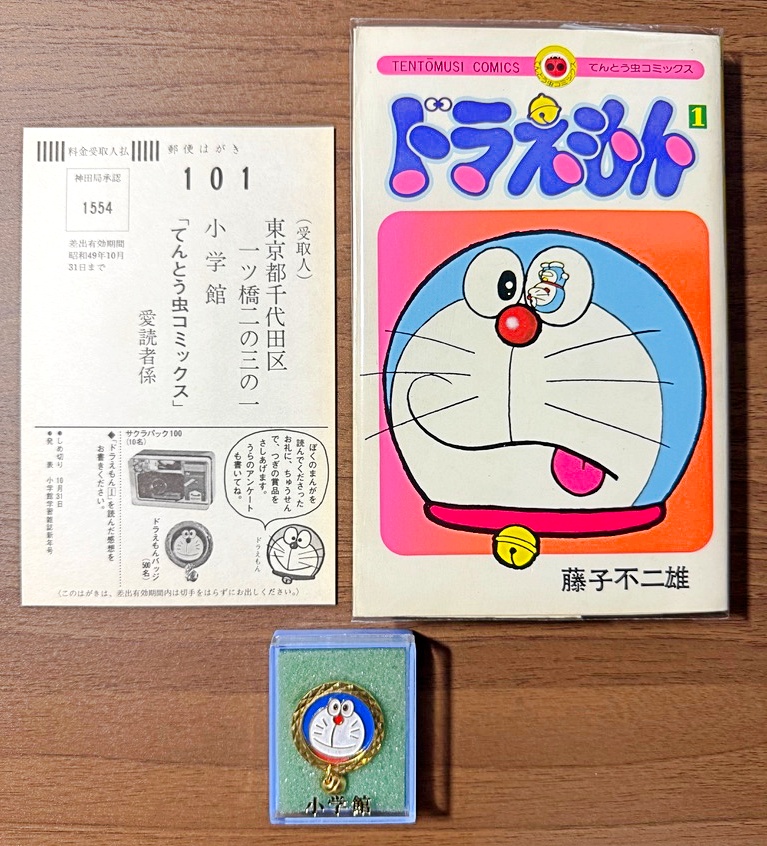 料金受取人払
郵便はがき
101
神田局承認
1554
差出有効期間
昭和49年10月
31日まで
(受取人)
東京都千代田区
一ツ橋二の三の一
小学館
「てんとう虫コミックス」
愛読者係
ぼくのまんがを
読んでくださった
お礼に、ちゅうせん
で、つぎの賞品を
さしあげます。
うらのアンケート
も書いてね。
ドラえもん
サクラパック100
(10名)
ドラえもんバッジ
(500名)
◆「ドラえもん①」を読んだ感想を
お書きください。
●しめ切り 10月31日
●発表 小学館学習雑誌新年号
(このはがきは、差出有効期間内は切手をはらずにお出しください。)
TENTŌMUSI COMICS
てんとう虫コミックス
ドラえもん
1
藤子不二雄
小学館